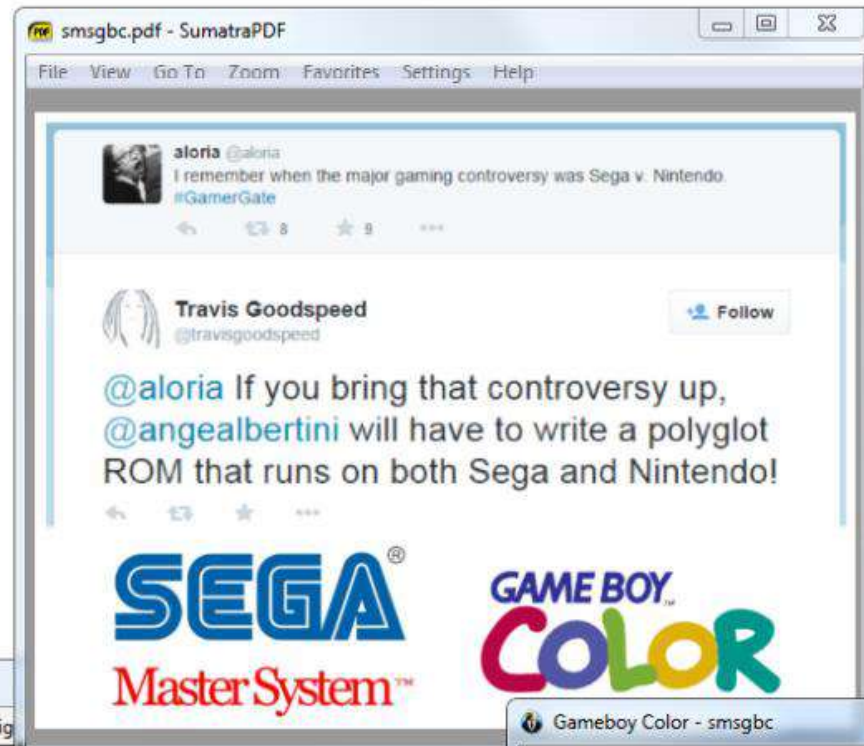 smsgbc.pdf - SumatraPDF
File View Go To Zoom Favorites Settings Help
aloria @aloria
I remember when the major gaming controversy was Sega v. Nintendo.
#GamerGate
8 9
Travis Goodspeed
@travisgoodspeed
Follow
@aloria If you bring that controversy up,
@angealbertini will have to write a polyglot
ROM that runs on both Sega and Nintendo!
SEGA®
Master System™
GAME BOY™
COLOR
ig
Gameboy Color - smsgbc